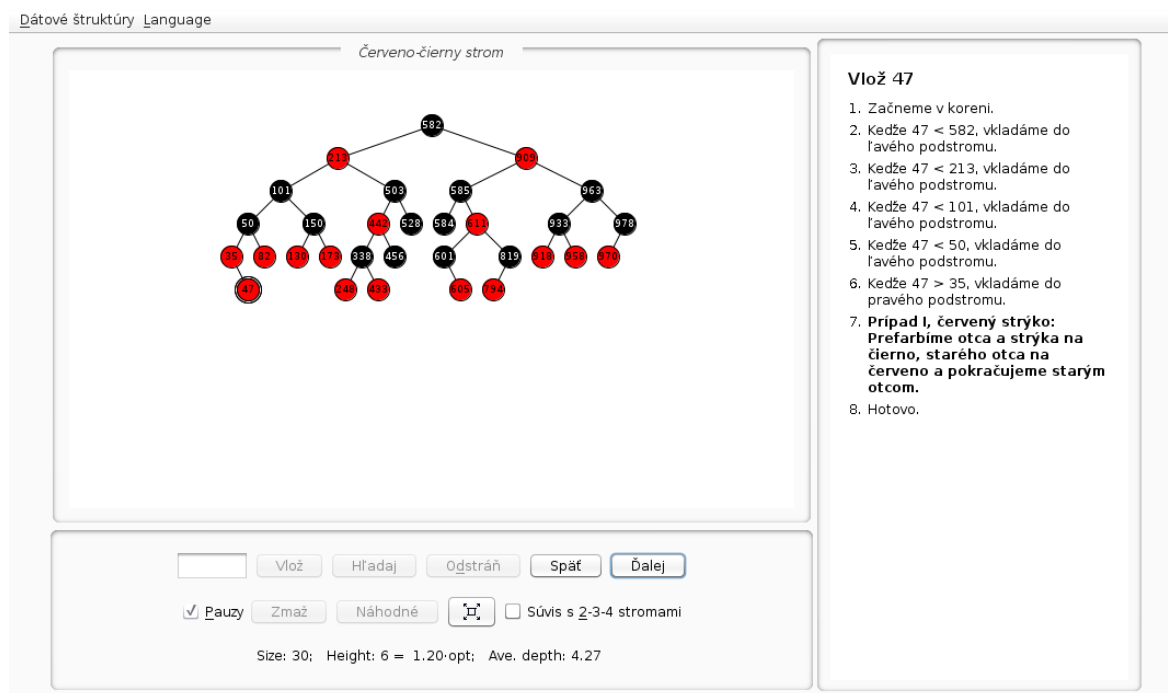 Dátové štruktúry Language
Červeno-čierny strom
582
213 909
101 503 585 963
50 150 442 528 584 611 933 978
35 82 130 173 338 456 601 819 918 958 970
47 248 433 605 794
Vlož 47
1. Začneme v koreni.
2. Kedže 47 < 582, vkladáme do
ľavého podstromu.
3. Kedže 47 < 213, vkladáme do
ľavého podstromu.
4. Kedže 47 < 101, vkladáme do
ľavého podstromu.
5. Kedže 47 < 50, vkladáme do
ľavého podstromu.
6. Kedže 47 > 35, vkladáme do
pravého podstromu.
7. Prípad I, červený strýko:
Prefarbíme otca a strýka na
čierno, starého otca na
červeno a pokračujeme starým
otcom.
8. Hotovo.
Vlož Hľadaj Odstráň Späť Ďalej
Pauzy Zmaž Náhodné Súvis s 2-3-4 stromami
Size: 30; Height: 6 = 1.20·opt; Ave. depth: 4.27